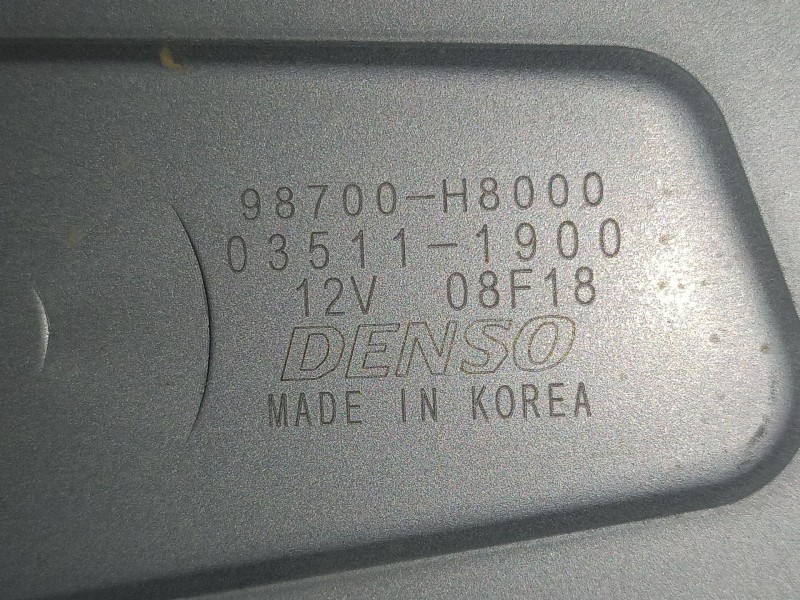 98700-H8000
03511-1900
12V 08F18
DENSO
MADE IN KOREA